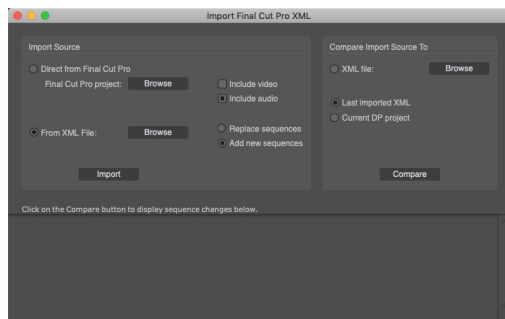 Import Final Cut Pro XML
Import Source
Direct from Final Cut Pro
Final Cut Pro project: Browse
Include video
Include audio
From XML File: Browse
Replace sequences
Add new sequences
Import
Compare Import Source To
XML file: Browse
Last imported XML
Current DP project
Compare
Click on the Compare button to display sequence changes below.